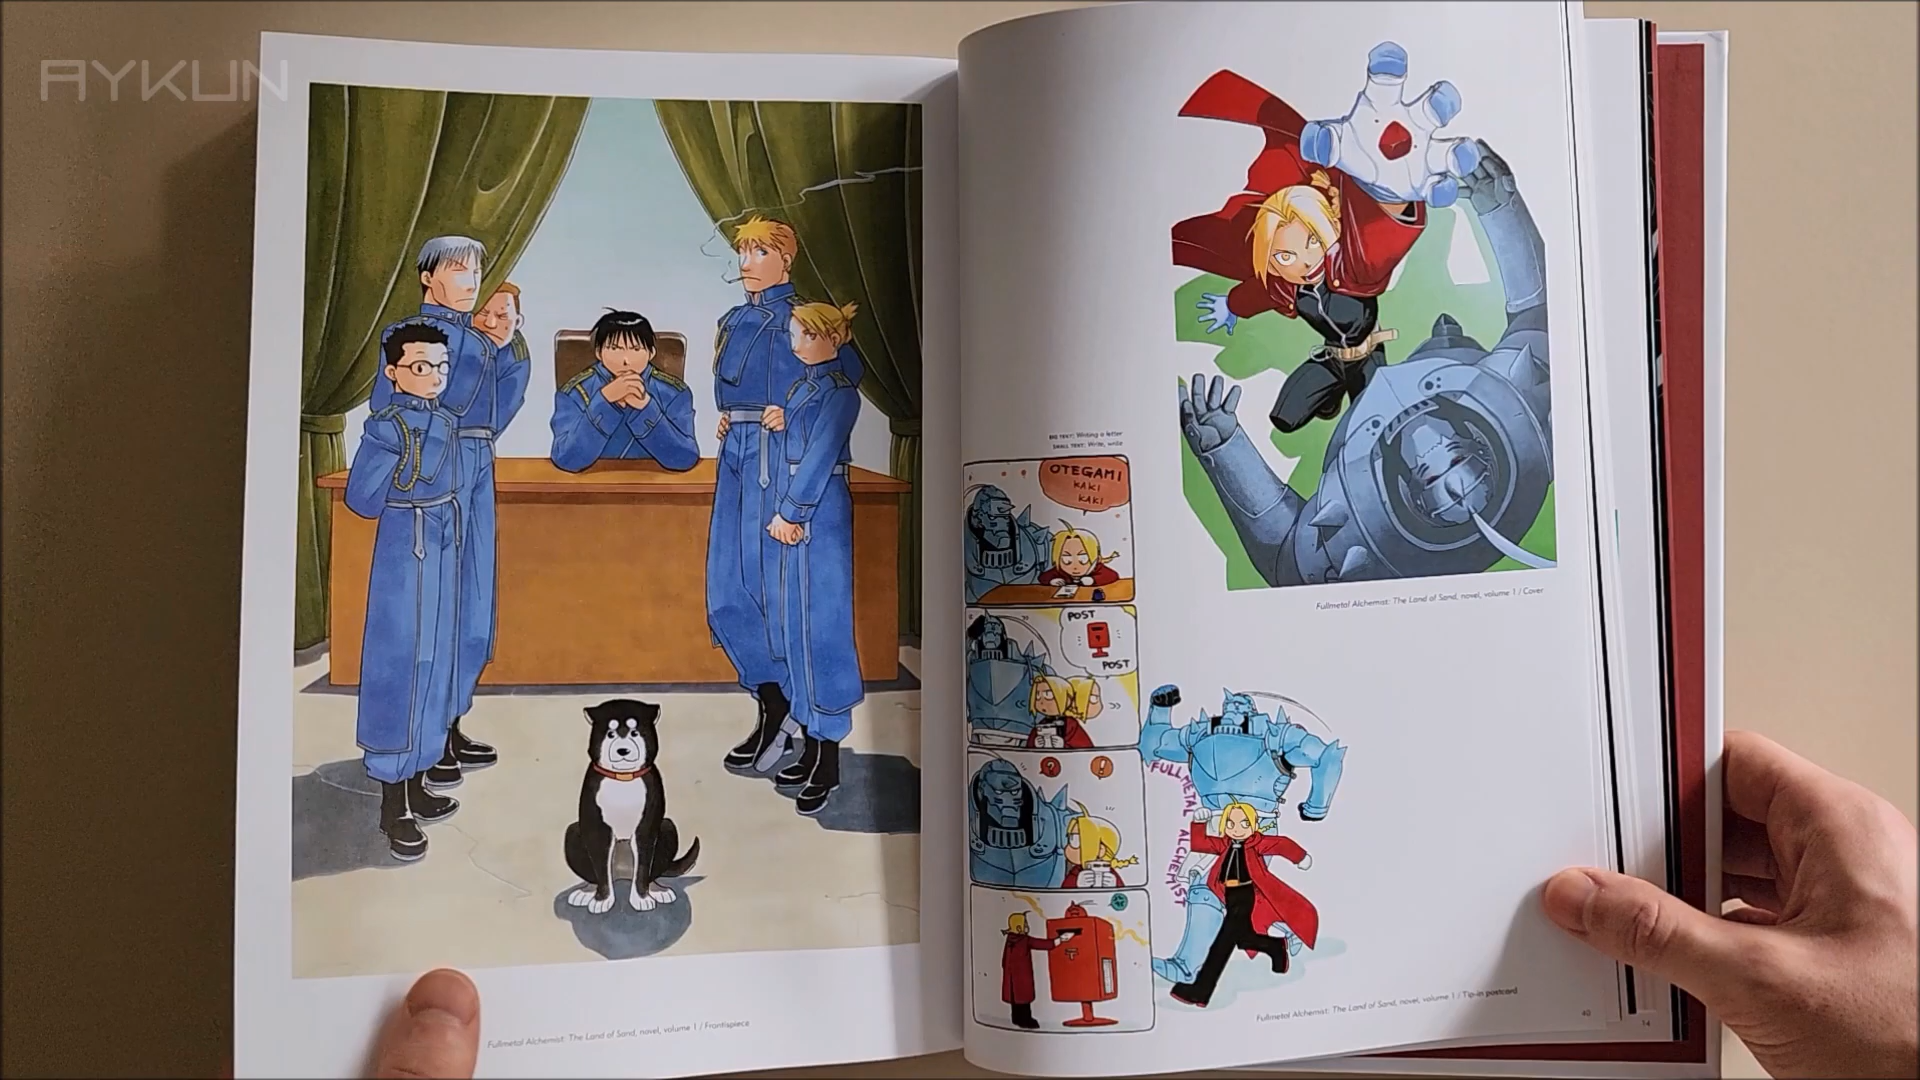 AYKUN
Fullmetal Alchemist: The Land of Sand, novel, volume 1 / Frontispiece
BIG TEXT: Writing a letter
SMALL TEXT: Write, write
OTEGAMI
KAKI
KAKI
POST
POST
?
!
FULLMETAL ALCHEMIST
Fullmetal Alchemist: The Land of Sand, novel, volume 1 / Cover
Fullmetal Alchemist: The Land of Sand, novel, volume 1 / Tip-in postcard
40
14